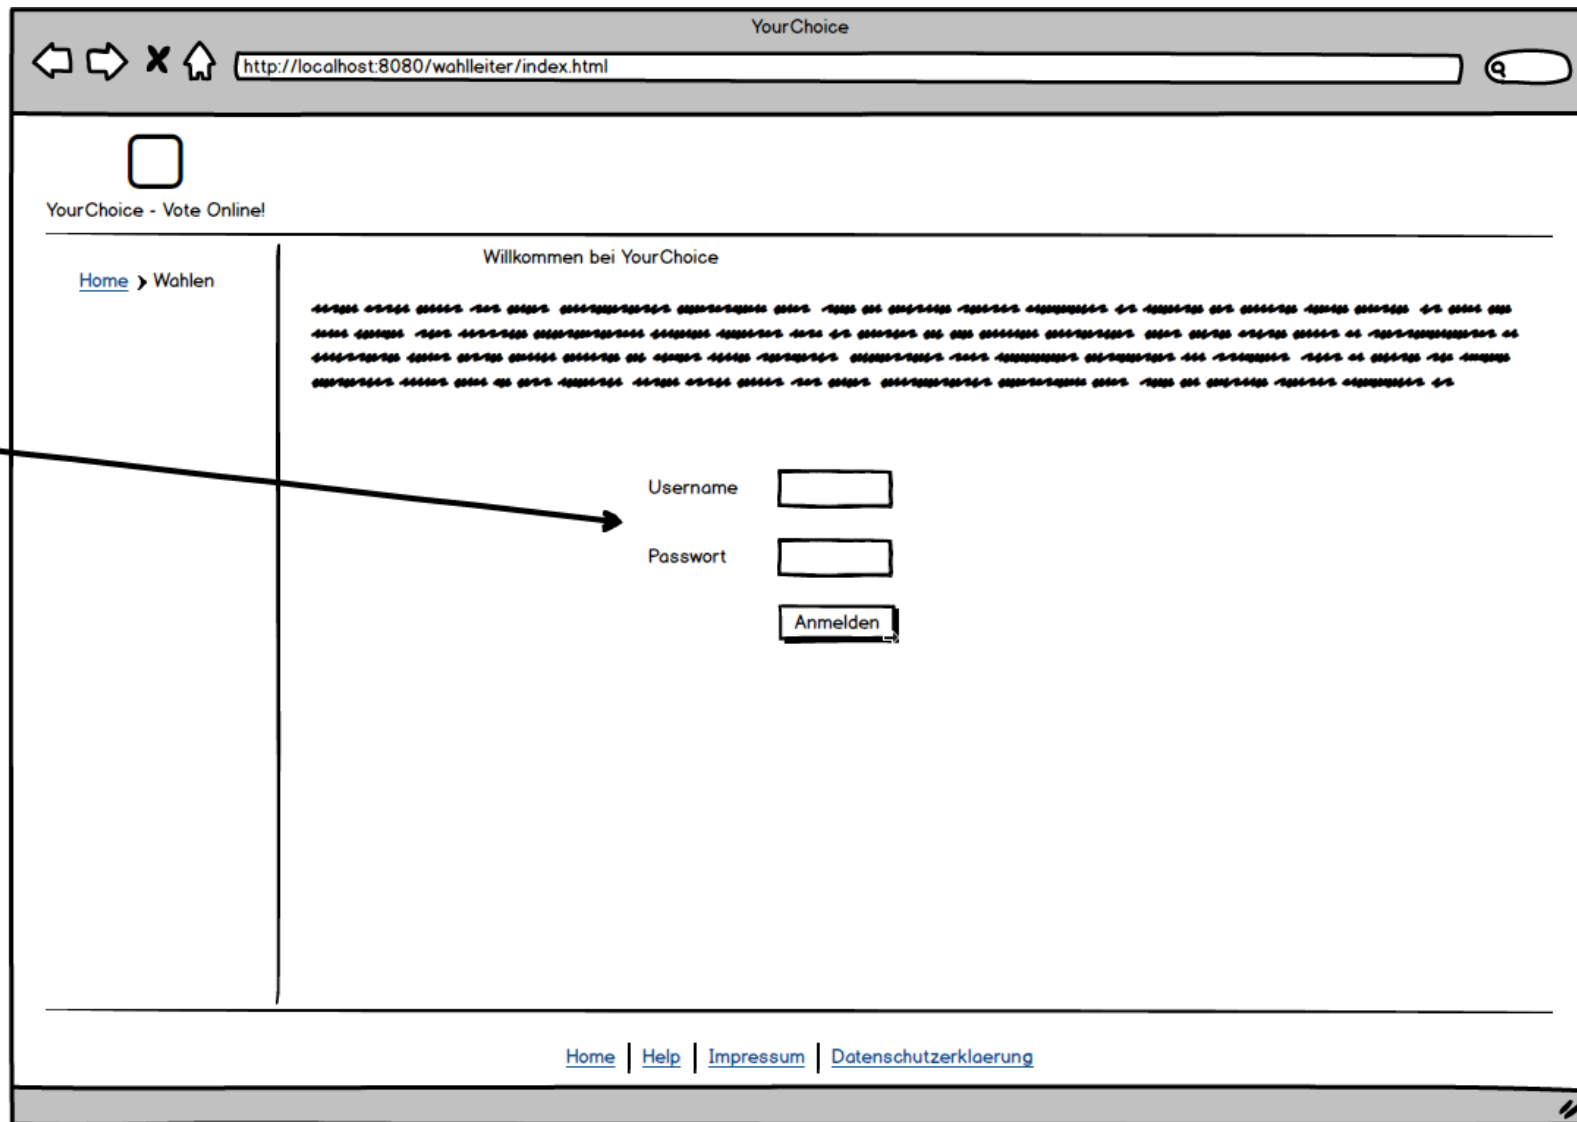 YourChoice
http://localhost:8080/wahlleiter/index.html
YourChoice - Vote Online!
Home > Wahlen
Willkommen bei YourChoice
Username
Passwort
Anmelden
Home | Help | Impressum | Datenschutzerklaerung